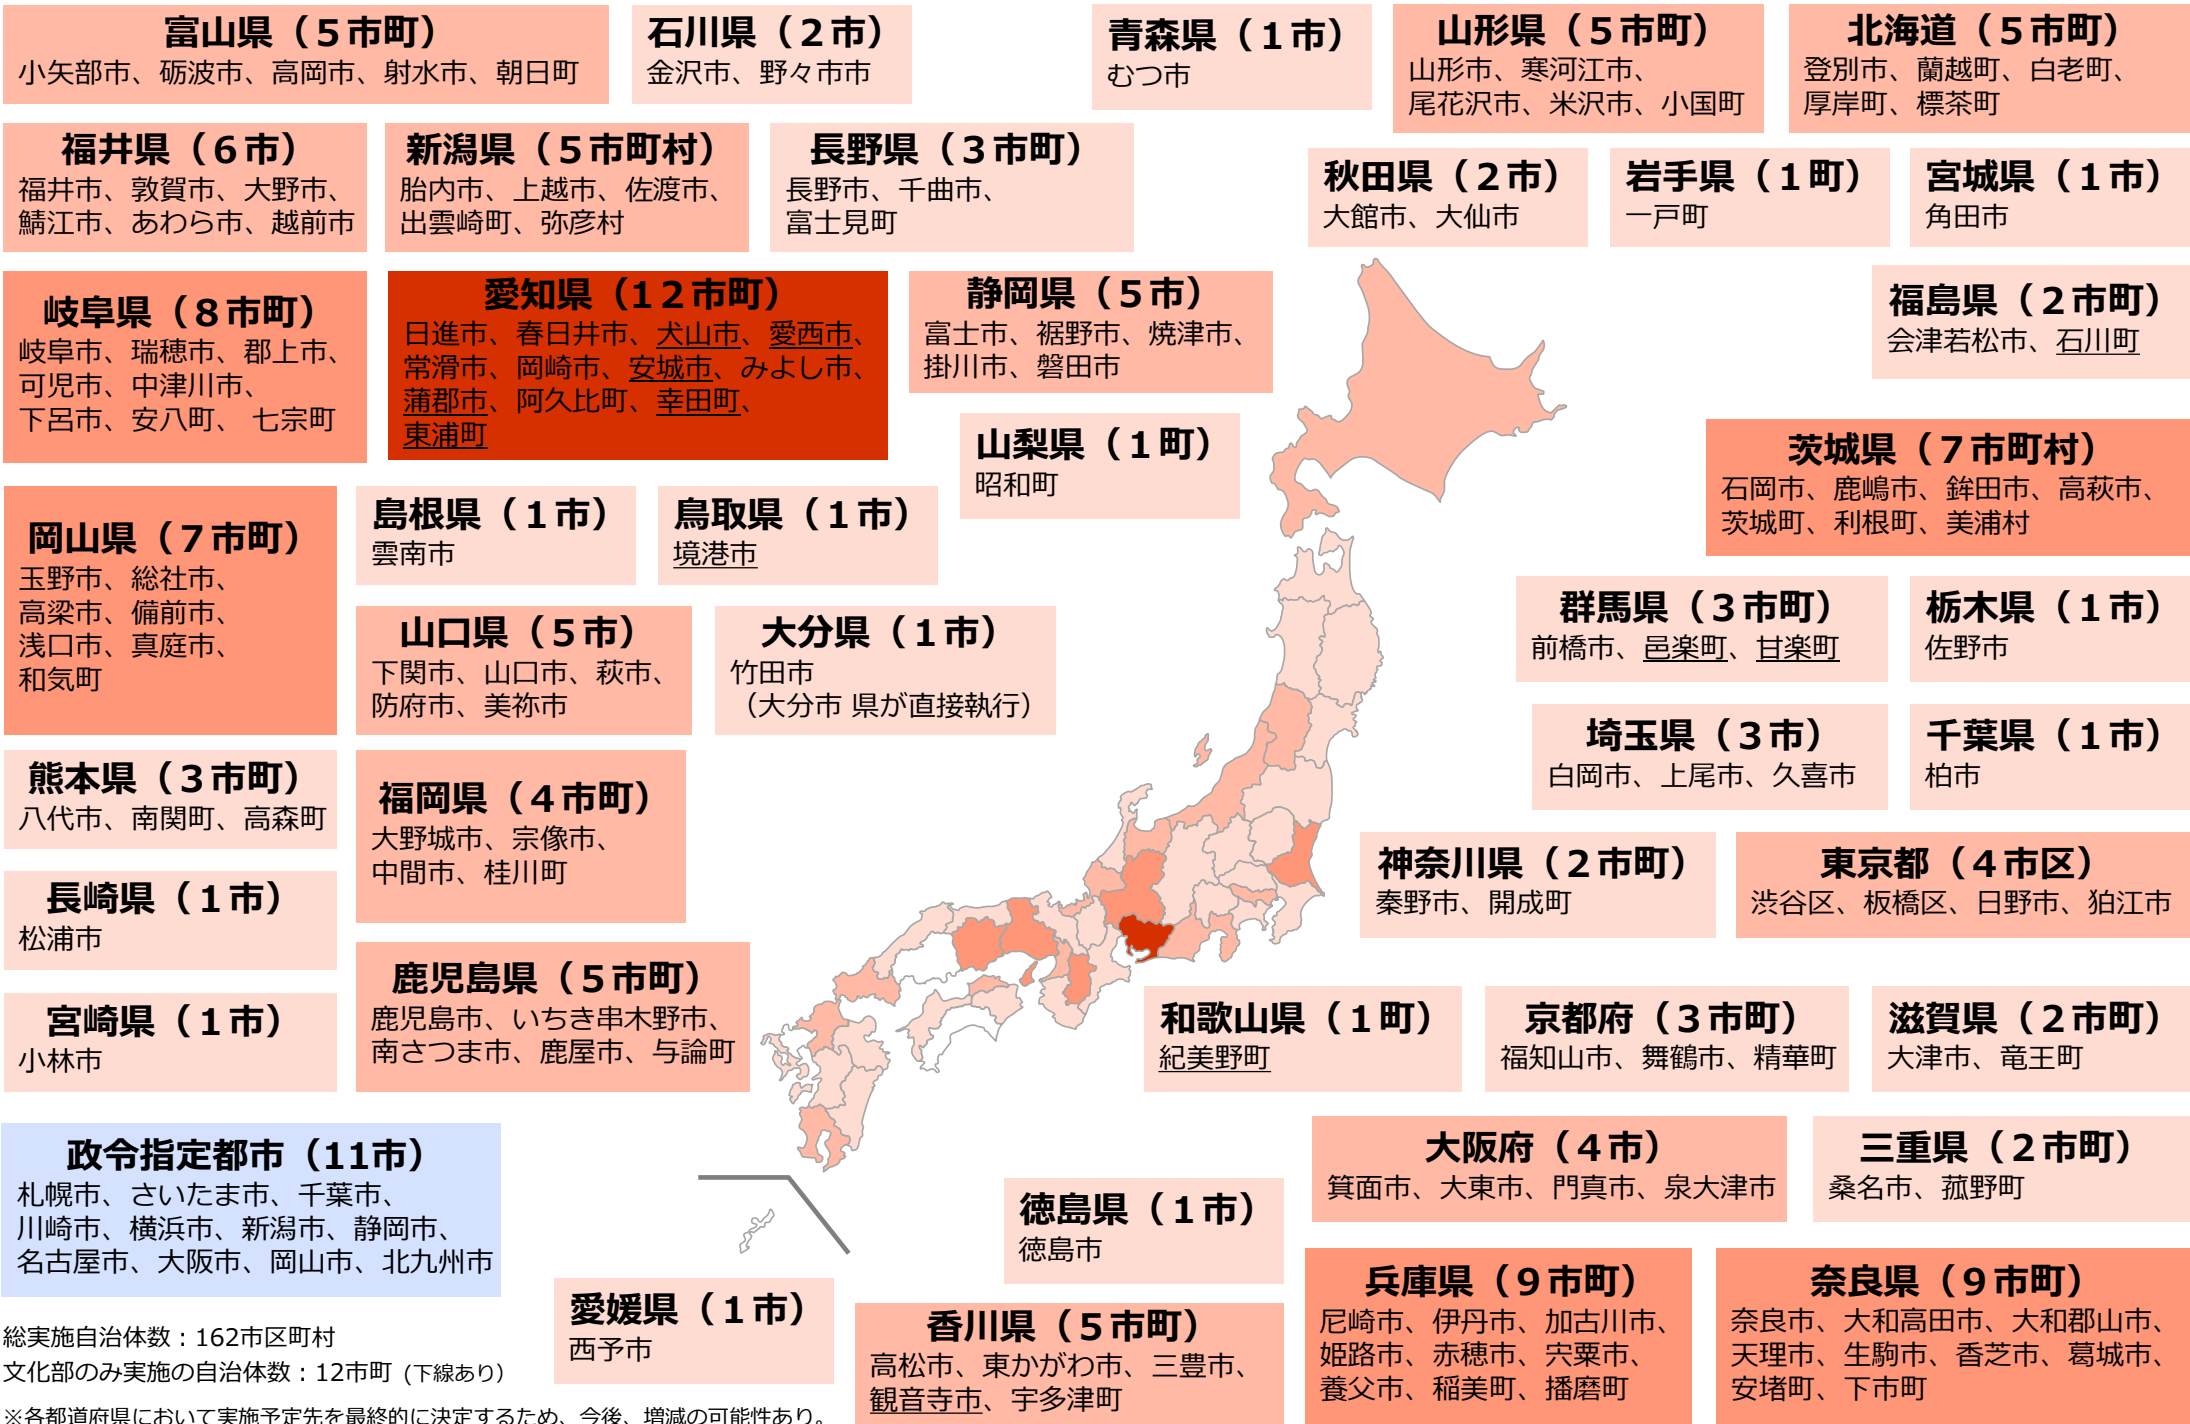 富山県（５市町）
小矢部市、砺波市、高岡市、射水市、朝日町
石川県（２市）
金沢市、野々市市
青森県（１市）
むつ市
山形県（５市町）
山形市、寒河江市、
尾花沢市、米沢市、小国町
北海道（５市町）
登別市、蘭越町、白老町、
厚岸町、標茶町
福井県（６市）
福井市、敦賀市、大野市、
鯖江市、あわら市、越前市
新潟県（５市町村）
胎内市、上越市、佐渡市、
出雲崎町、弥彦村
長野県（３市町）
長野市、千曲市、
富士見町
秋田県（２市）
大館市、大仙市
岩手県（１町）
一戸町
宮城県（１市）
角田市
岐阜県（８市町）
岐阜市、瑞穂市、郡上市、
可児市、中津川市、
下呂市、安八町、 七宗町
愛知県（12市町）
日進市、春日井市、犬山市、愛西市、
常滑市、岡崎市、安城市、みよし市、
蒲郡市、阿久比町、幸田町、
東浦町
静岡県（５市）
富士市、裾野市、焼津市、
掛川市、磐田市
福島県（２市町）
会津若松市、石川町
山梨県（１町）
昭和町
茨城県（７市町村）
石岡市、鹿嶋市、鉾田市、高萩市、
茨城町、利根町、美浦村
岡山県（７市町）
玉野市、総社市、
高梁市、備前市、
浅口市、真庭市、
和気町
島根県（１市）
雲南市
鳥取県（１市）
境港市
山口県（５市）
下関市、山口市、萩市、
防府市、美祢市
大分県（１市）
竹田市
（大分市 県が直接執行）
群馬県（３市町）
前橋市、邑楽町、甘楽町
栃木県（１市）
佐野市
埼玉県（３市）
白岡市、上尾市、久喜市
千葉県（１市）
柏市
熊本県（３市町）
八代市、南関町、高森町
福岡県（４市町）
大野城市、宗像市、
中間市、桂川町
神奈川県（２市町）
秦野市、開成町
東京都（４市区）
渋谷区、板橋区、日野市、狛江市
長崎県（１市）
松浦市
鹿児島県（５市町）
鹿児島市、いちき串木野市、
南さつま市、鹿屋市、与論町
宮崎県（１市）
小林市
和歌山県（１町）
紀美野町
京都府（３市町）
福知山市、舞鶴市、精華町
滋賀県（２市町）
大津市、竜王町
政令指定都市（11市）
札幌市、さいたま市、千葉市、
川崎市、横浜市、新潟市、静岡市、
名古屋市、大阪市、岡山市、北九州市
大阪府（４市）
箕面市、大東市、門真市、泉大津市
三重県（２市町）
桑名市、菰野町
徳島県（１市）
徳島市
愛媛県（１市）
西予市
香川県（５市町）
高松市、東かがわ市、三豊市、
観音寺市、宇多津町
兵庫県（９市町）
尼崎市、伊丹市、加古川市、
姫路市、赤穂市、宍粟市、
養父市、稲美町、播磨町
奈良県（９市町）
奈良市、大和高田市、大和郡山市、
天理市、生駒市、香芝市、葛城市、
安堵町、下市町
総実施自治体数：162市区町村
文化部のみ実施の自治体数：12市町 (下線あり)
※各都道府県において実施予定先を最終的に決定するため、今後、増減の可能性あり。